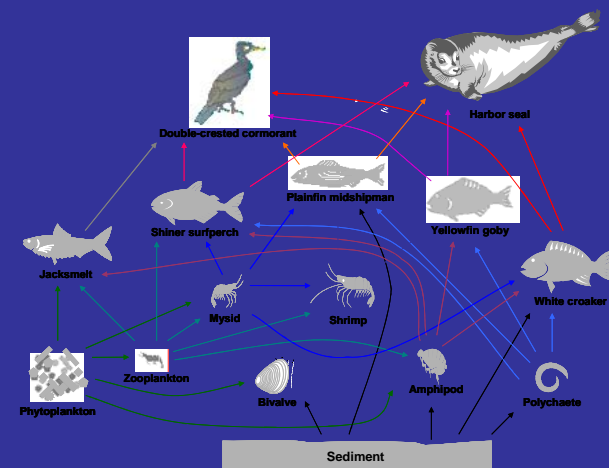 Harbor seal
Double-crested cormorant
Plainfin midshipman
Shiner surfperch
Yellowfin goby
Jacksmelt
White croaker
Mysid
Shrimp
Zooplankton
Amphipod
Bivalve
Polychaete
Phytoplankton
Sediment